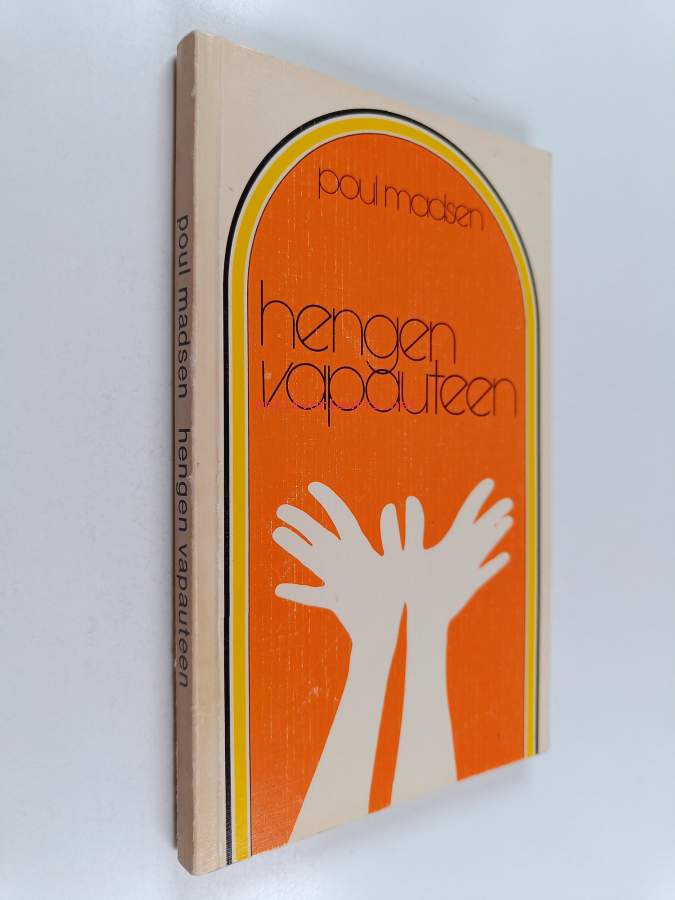 poul madsen
hengen
vapauteen
poul madsen hengen vapauteen